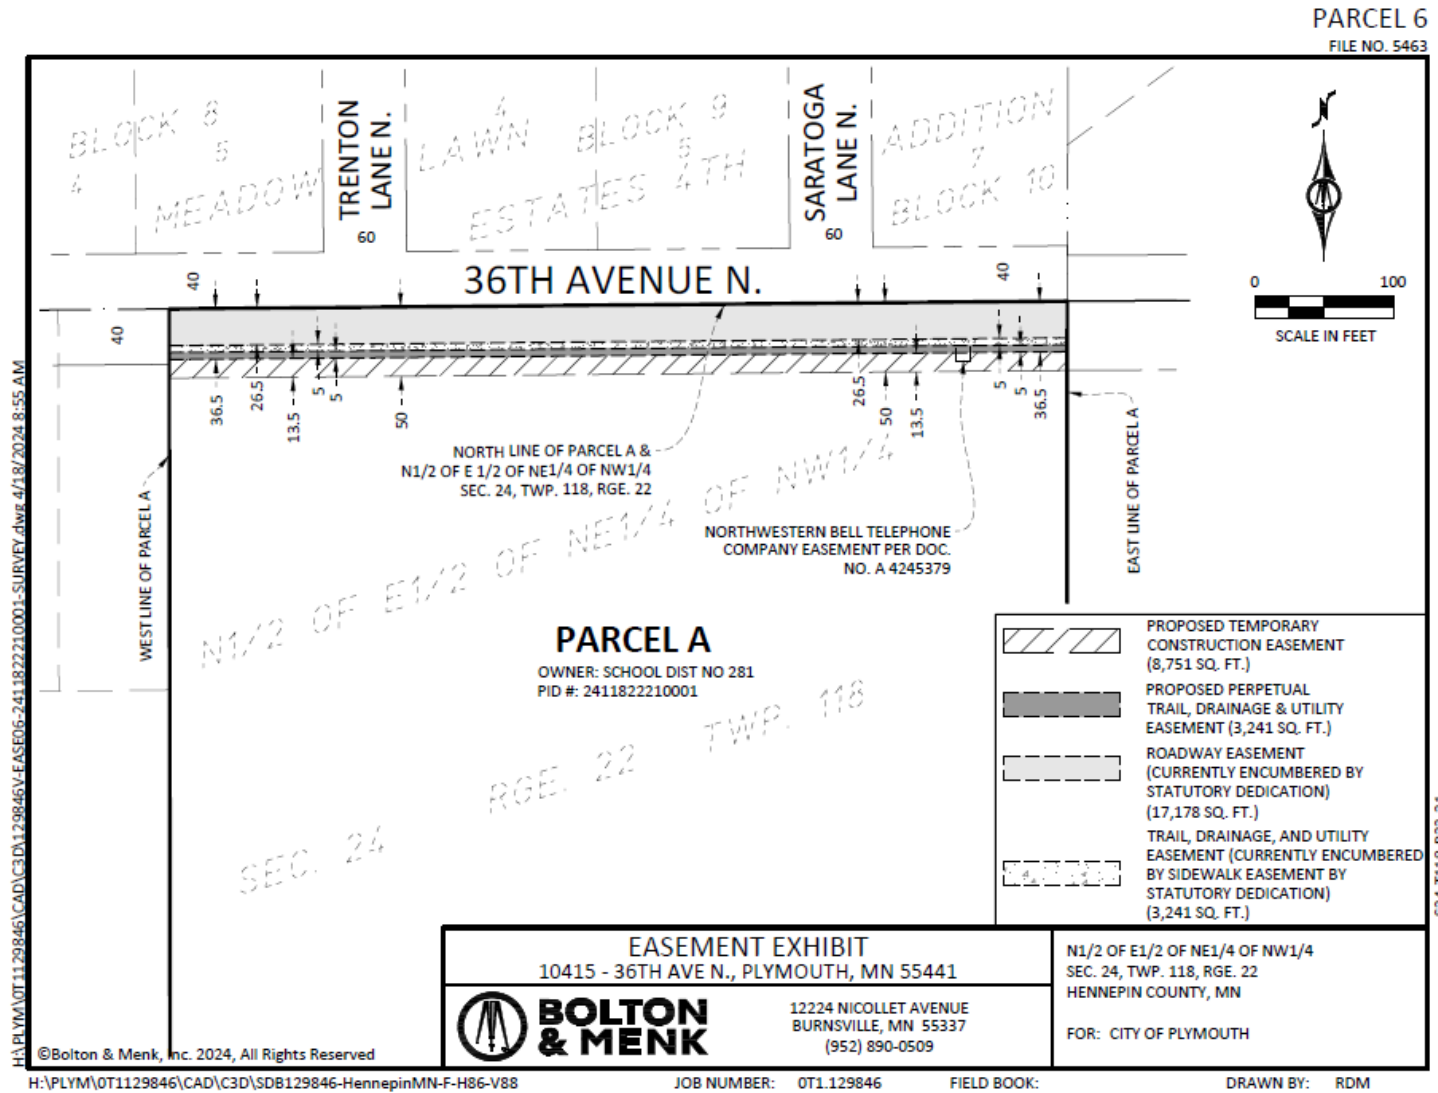 PARCEL 6
FILE NO. 5463
BLOCK 8
5
4
MEADOW
TRENTON
LANE N.
60
4
LAWN
BLOCK 9
5
ESTATES 4TH
SARATOGA
LANE N.
60
ADDITION
7
BLOCK 10
N
0 100
SCALE IN FEET
40
36TH AVENUE N.
40
40
36.5
26.5
13.5
5
5
50
26.5
50
13.5
5
5
36.5
NORTH LINE OF PARCEL A &
N1/2 OF E 1/2 OF NE1/4 OF NW1/4
SEC. 24, TWP. 118, RGE. 22
NORTHWESTERN BELL TELEPHONE
COMPANY EASEMENT PER DOC.
NO. A 4245379
WEST LINE OF PARCEL A
EAST LINE OF PARCEL A
N1/2 OF E1/2 OF NE1/4 OF NW1/4
PARCEL A
OWNER: SCHOOL DIST NO 281
PID #: 2411822210001
SEC. 24 RGE. 22 TWP. 118
PROPOSED TEMPORARY
CONSTRUCTION EASEMENT
(8,751 SQ. FT.)
PROPOSED PERPETUAL
TRAIL, DRAINAGE & UTILITY
EASEMENT (3,241 SQ. FT.)
ROADWAY EASEMENT
(CURRENTLY ENCUMBERED BY
STATUTORY DEDICATION)
(17,178 SQ. FT.)
TRAIL, DRAINAGE, AND UTILITY
EASEMENT (CURRENTLY ENCUMBERED
BY SIDEWALK EASEMENT BY
STATUTORY DEDICATION)
(3,241 SQ. FT.)
EASEMENT EXHIBIT
10415 - 36TH AVE N., PLYMOUTH, MN 55441
BOLTON
& MENK
12224 NICOLLET AVENUE
BURNSVILLE, MN 55337
(952) 890-0509
N1/2 OF E1/2 OF NE1/4 OF NW1/4
SEC. 24, TWP. 118, RGE. 22
HENNEPIN COUNTY, MN
FOR: CITY OF PLYMOUTH
©Bolton & Menk, Inc. 2024, All Rights Reserved
H:\PLYM\0T1129846\CAD\C3D\129846V-EASE06-2411822210001-SURVEY.dwg 4/18/2024 8:55 AM
H:\PLYM\0T1129846\CAD\C3D\SDB129846-HennepinMN-F-H86-V88
JOB NUMBER: 0T1.129846
FIELD BOOK:
DRAWN BY: RDM